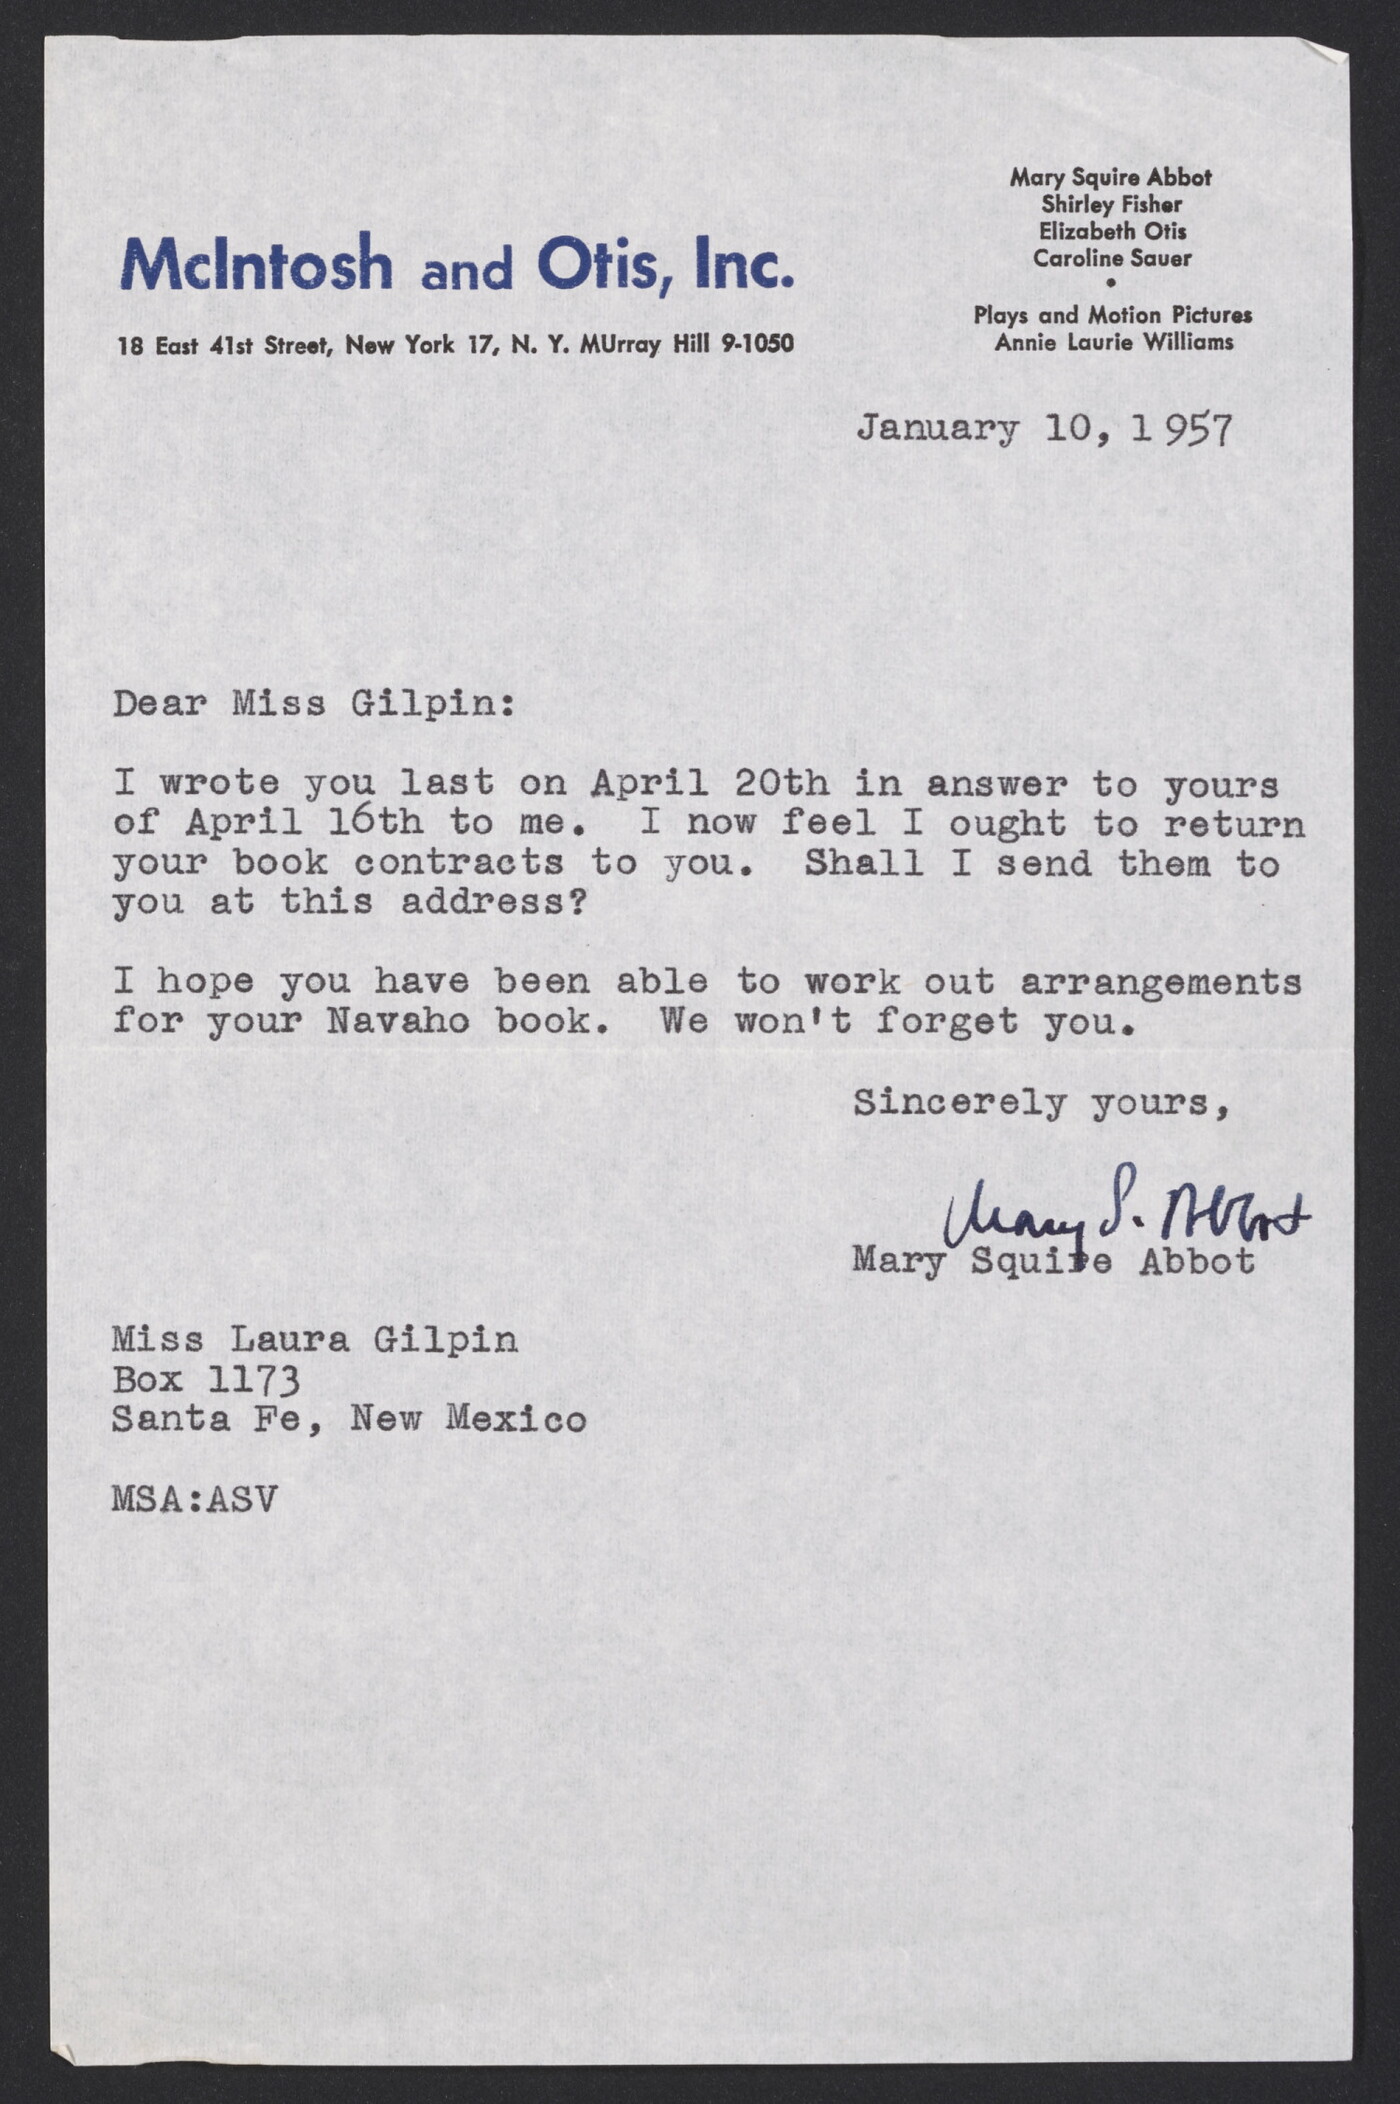 Mary Squire Abbot
Shirley Fisher
Elizabeth Otis
Caroline Sauer
•
Plays and Motion Pictures
Annie Laurie Williams
McIntosh and Otis, Inc.
18 East 41st Street, New York 17, N. Y. MUrray Hill 9-1050
January 10, 1957
Dear Miss Gilpin:
I wrote you last on April 20th in answer to yours
of April 16th to me. I now feel I ought to return
your book contracts to you. Shall I send them to
you at this address?
I hope you have been able to work out arrangements
for your Navaho book. We won't forget you.
Sincerely yours,
Mary S. Abbot
Mary Squire Abbot
Miss Laura Gilpin
Box 1173
Santa Fe, New Mexico
MSA:ASV